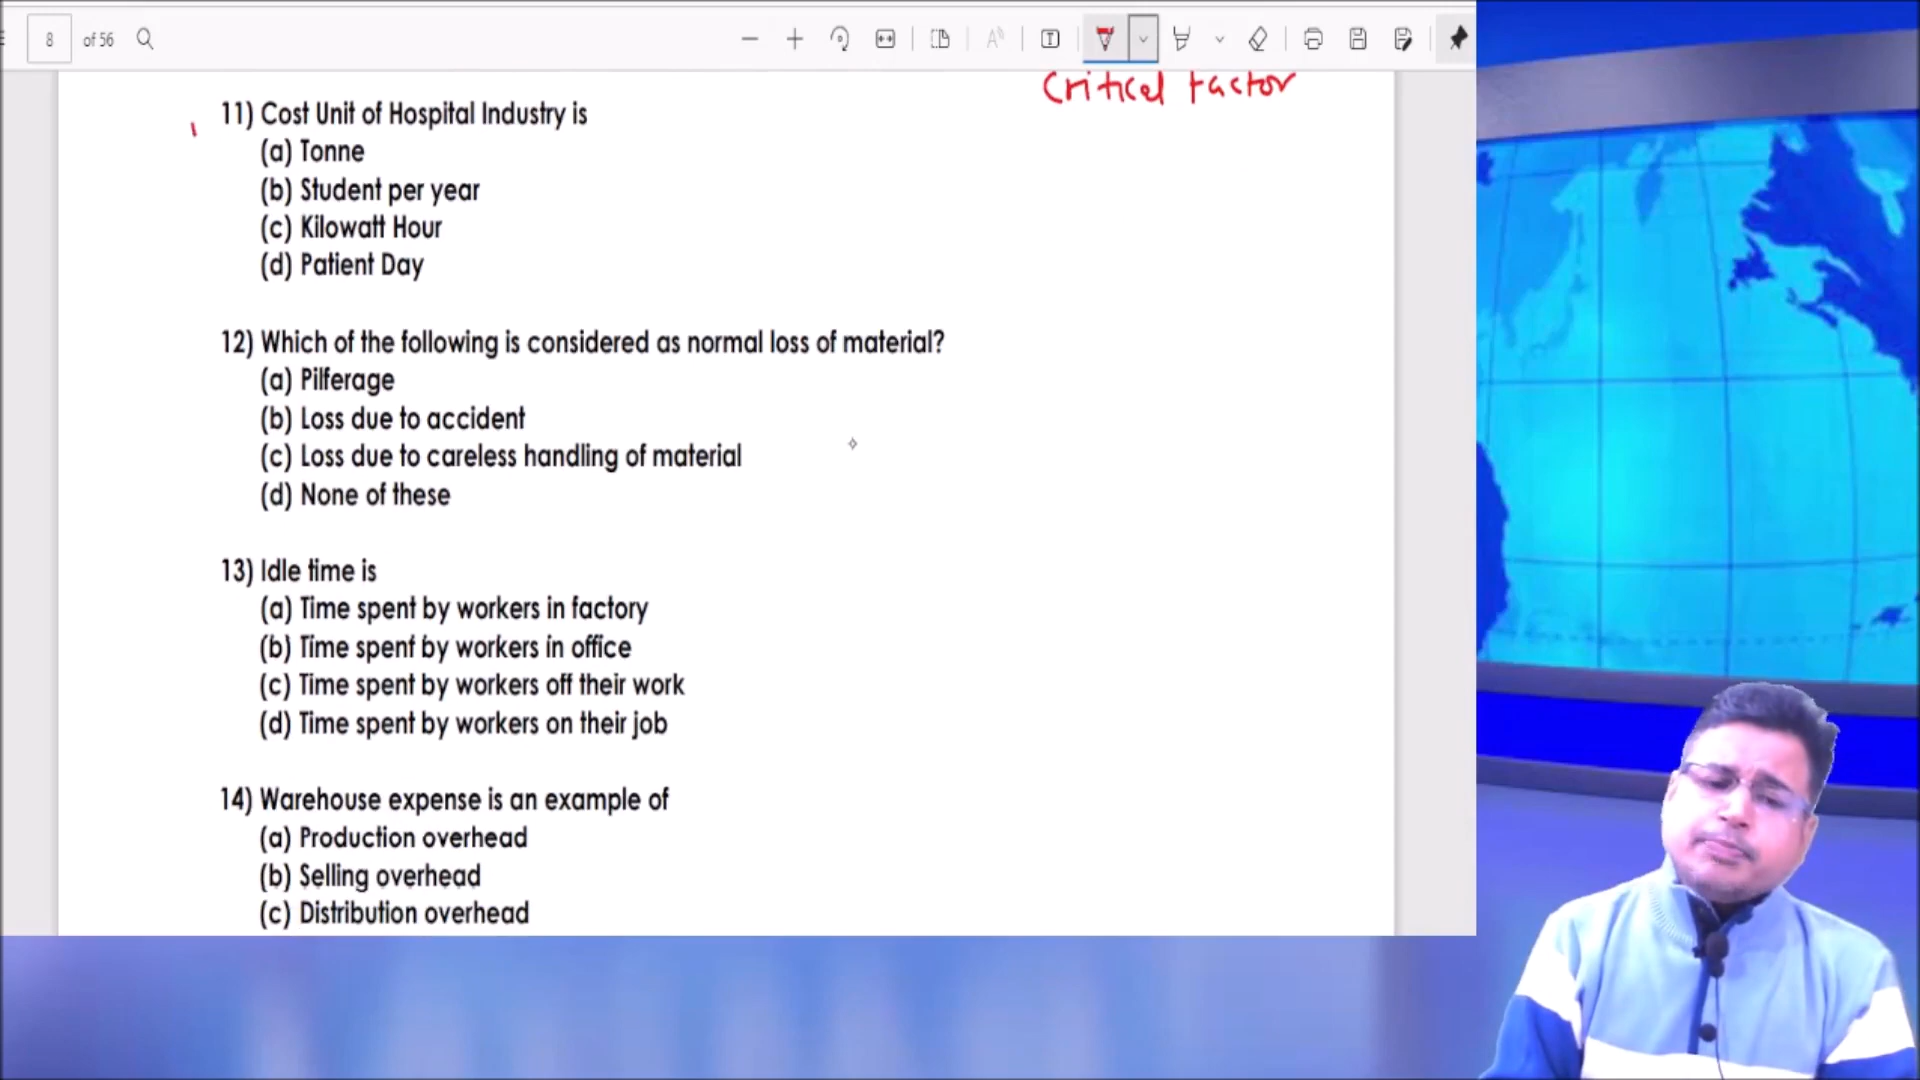 8 of 56
Critical factor
11) Cost Unit of Hospital Industry is
(a) Tonne
(b) Student per year
(c) Kilowatt Hour
(d) Patient Day
12) Which of the following is considered as normal loss of material?
(a) Pilferage
(b) Loss due to accident
(c) Loss due to careless handling of material
(d) None of these
13) Idle time is
(a) Time spent by workers in factory
(b) Time spent by workers in office
(c) Time spent by workers off their work
(d) Time spent by workers on their job
14) Warehouse expense is an example of
(a) Production overhead
(b) Selling overhead
(c) Distribution overhead